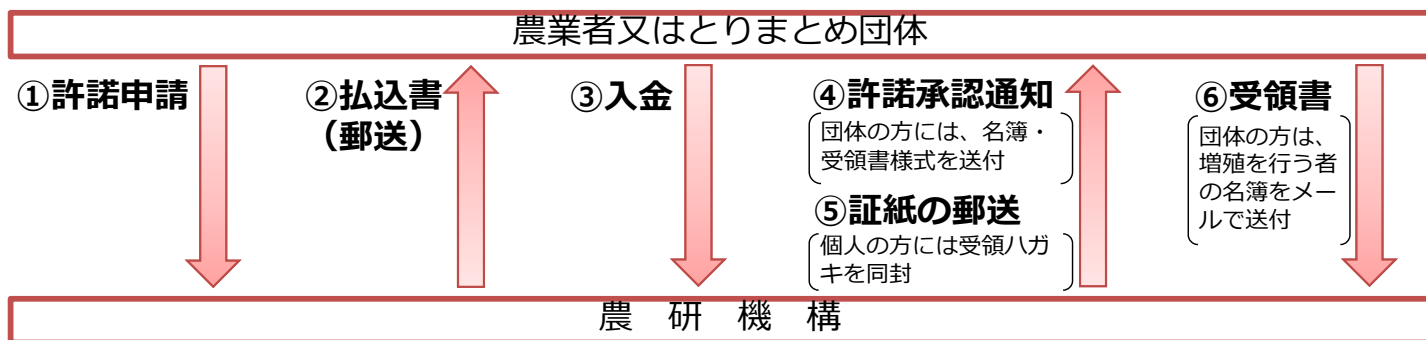 農業者又はとりまとめ団体
①許諾申請
②払込書
（郵送）
③入金
④許諾承認通知
団体の方には、名簿・
受領書様式を送付
⑤証紙の郵送
個人の方には受領ハガ
キを同封
⑥受領書
団体の方は、
増殖を行う者
の名簿をメー
ルで送付
農　研　機　構